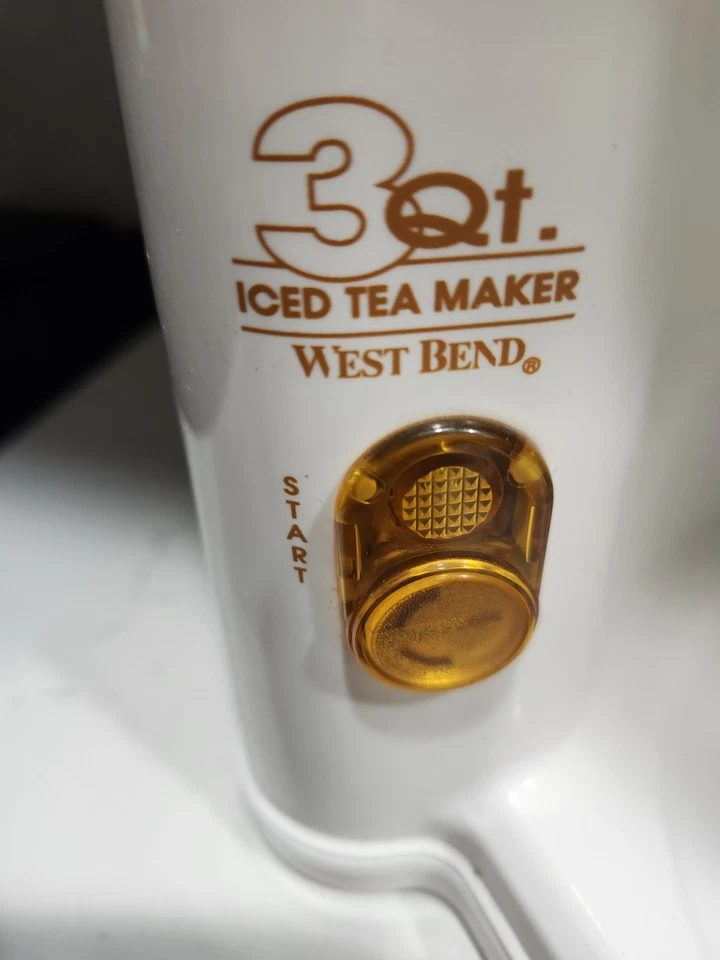 3Qt.
ICED TEA MAKER
WEST BEND®
START